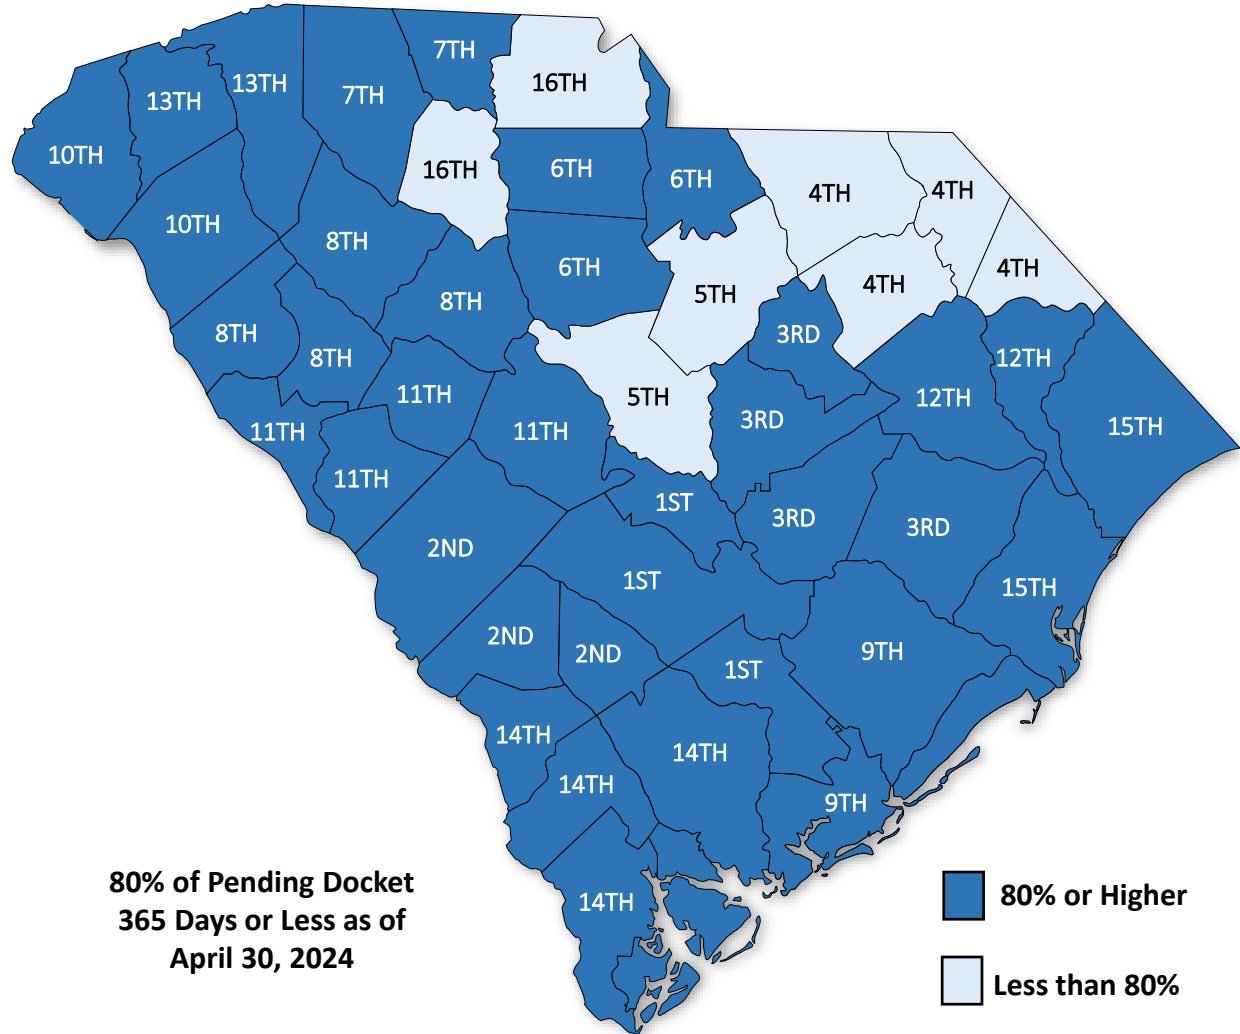 7TH
16TH
13TH
7TH
13TH
10TH
16TH
6TH
6TH
4TH
4TH
10TH
8TH
6TH
4TH
4TH
5TH
8TH
8TH
8TH
3RD
12TH
11TH
5TH
12TH
11TH
11TH
3RD
15TH
11TH
1ST
3RD
3RD
2ND
1ST
15TH
2ND
2ND
1ST
9TH
14TH
14TH
14TH
9TH
14TH
80% of Pending Docket
365 Days or Less as of
April 30, 2024
80% or Higher
Less than 80%